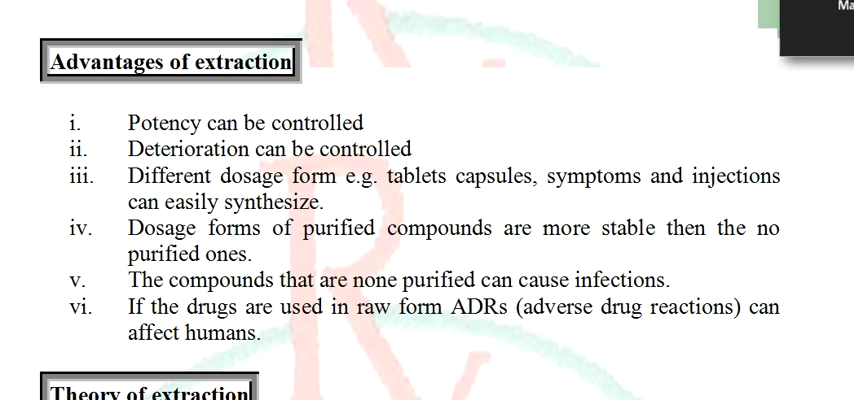 Ma
Advantages of extraction
i. Potency can be controlled
ii. Deterioration can be controlled
iii. Different dosage form e.g. tablets capsules, symptoms and injections
can easily synthesize.
iv. Dosage forms of purified compounds are more stable then the no
purified ones.
v. The compounds that are none purified can cause infections.
vi. If the drugs are used in raw form ADRs (adverse drug reactions) can
affect humans.
Theory of extraction